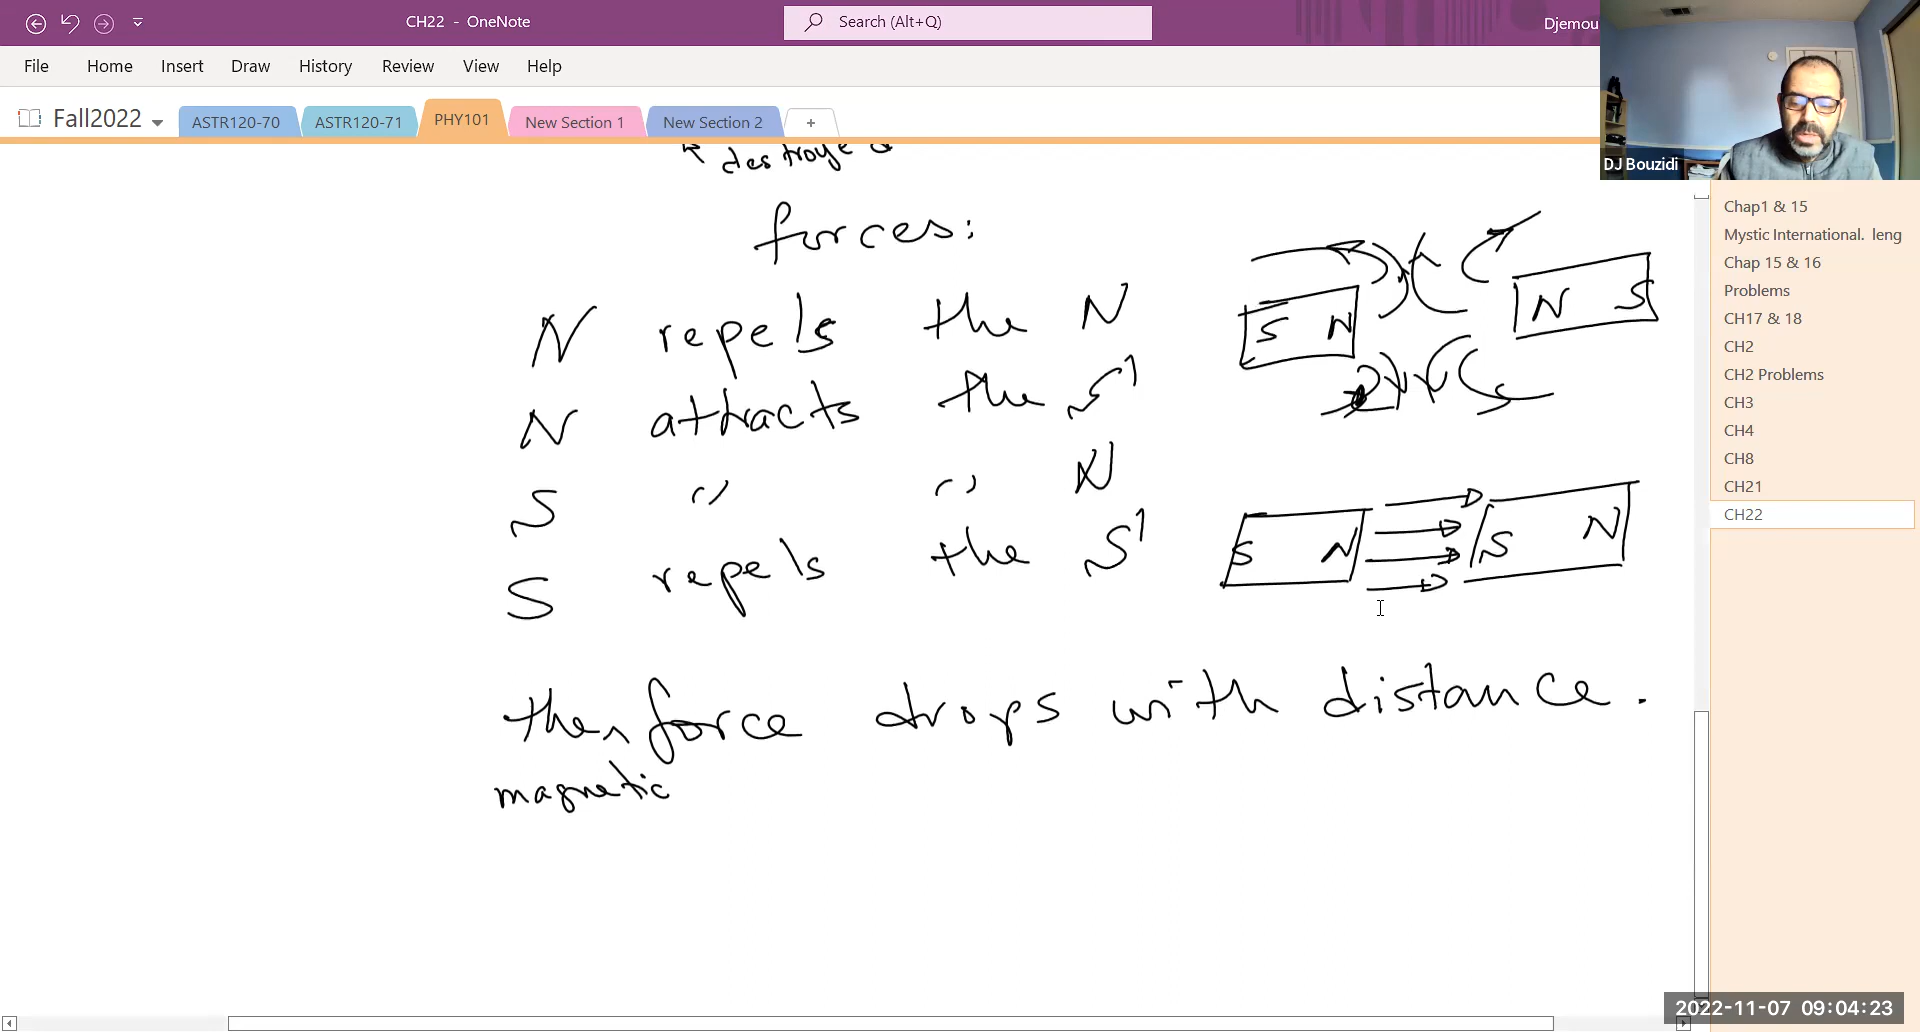 CH22 - OneNote
Search (Alt+Q)
Djemou
File Home Insert Draw History Review View Help
Fall2022 ASTR120-70 ASTR120-71 PHY101 New Section 1 New Section 2 +
DJ Bouzidi
destroyed
forces:
N repels the N
N attracts the S
S " " N
S repels the S
S N
N S
S N
S N
the force drops with distance.
magnetic
Chap1 & 15
Mystic International. leng
Chap 15 & 16
Problems
CH17 & 18
CH2
CH2 Problems
CH3
CH4
CH8
CH21
CH22
2022-11-07 09:04:23